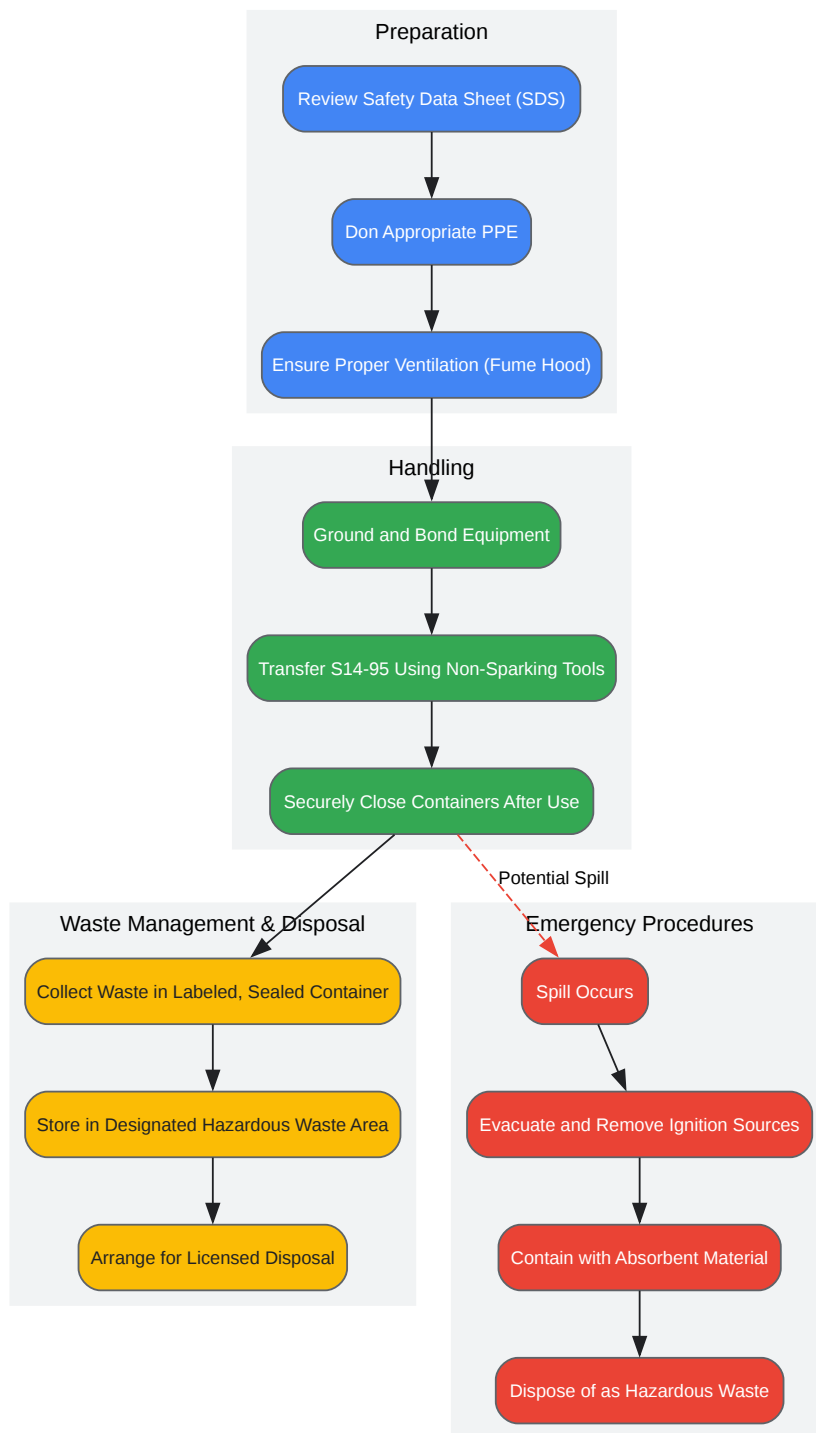 Preparation
Review Safety Data Sheet (SDS)
Don Appropriate PPE
Ensure Proper Ventilation (Fume Hood)
Handling
Ground and Bond Equipment
Transfer S14-95 Using Non-Sparking Tools
Securely Close Containers After Use
Potential Spill
Waste Management & Disposal
Collect Waste in Labeled, Sealed Container
Store in Designated Hazardous Waste Area
Arrange for Licensed Disposal
Emergency Procedures
Spill Occurs
Evacuate and Remove Ignition Sources
Contain with Absorbent Material
Dispose of as Hazardous Waste